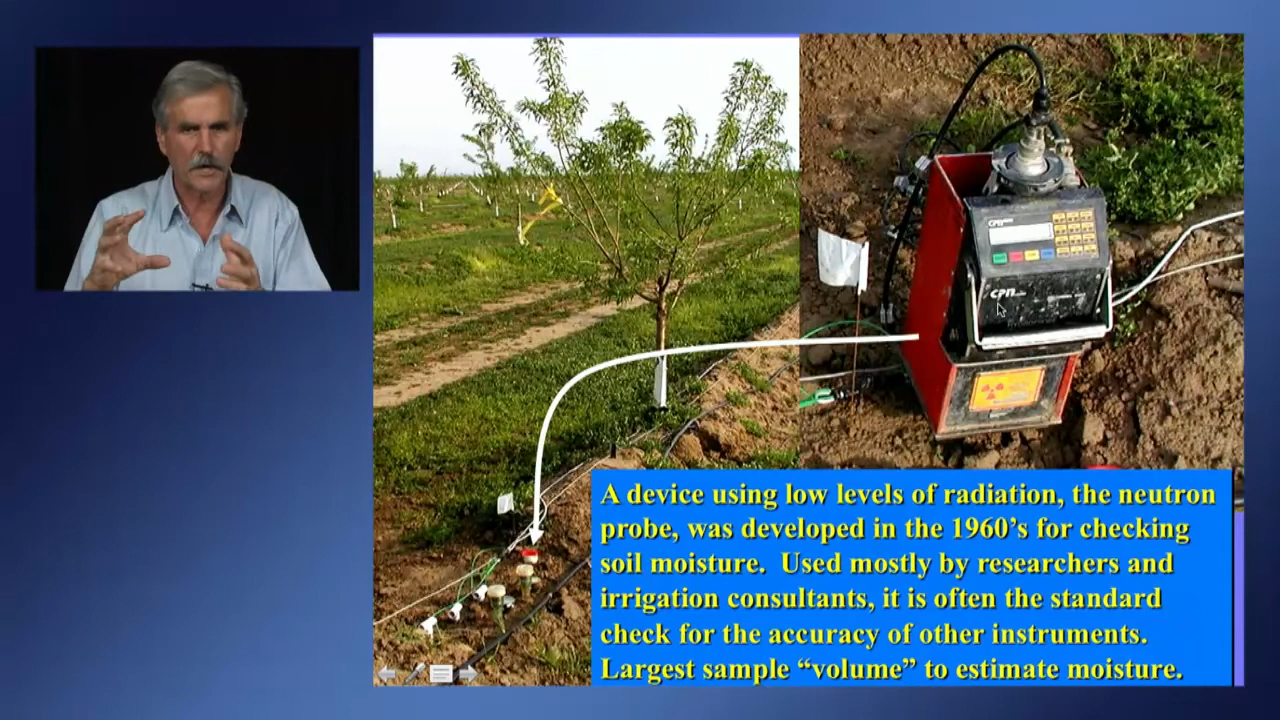 CPN
CPN
A device using low levels of radiation, the neutron
probe, was developed in the 1960’s for checking
soil moisture.  Used mostly by researchers and
irrigation consultants, it is often the standard
check for the accuracy of other instruments.
Largest sample “volume” to estimate moisture.